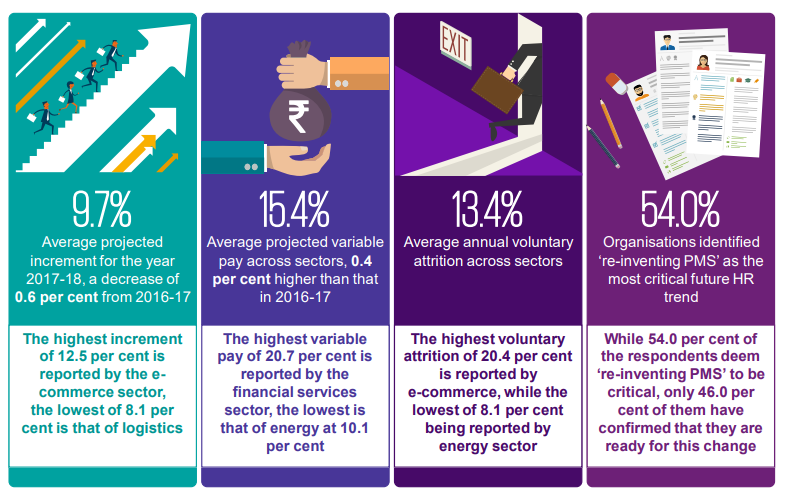 EXIT
₹
9.7%
Average projected
increment for the year
2017-18, a decrease of
0.6 per cent from 2016-17
The highest increment
of 12.5 per cent is
reported by the e-
commerce sector,
the lowest of 8.1 per
cent is that of logistics
15.4%
Average projected variable
pay across sectors, 0.4
per cent higher than that
in 2016-17
The highest variable
pay of 20.7 per cent is
reported by the
financial services
sector, the lowest is
that of energy at 10.1
per cent
13.4%
Average annual voluntary
attrition across sectors
The highest voluntary
attrition of 20.4 per cent
is reported by
e-commerce, while the
lowest of 8.1 per cent
being reported by
energy sector
54.0%
Organisations identified
‘re-inventing PMS’ as the
most critical future HR
trend
While 54.0 per cent of
the respondents deem
‘re-inventing PMS’ to be
critical, only 46.0 per
cent of them have
confirmed that they are
ready for this change